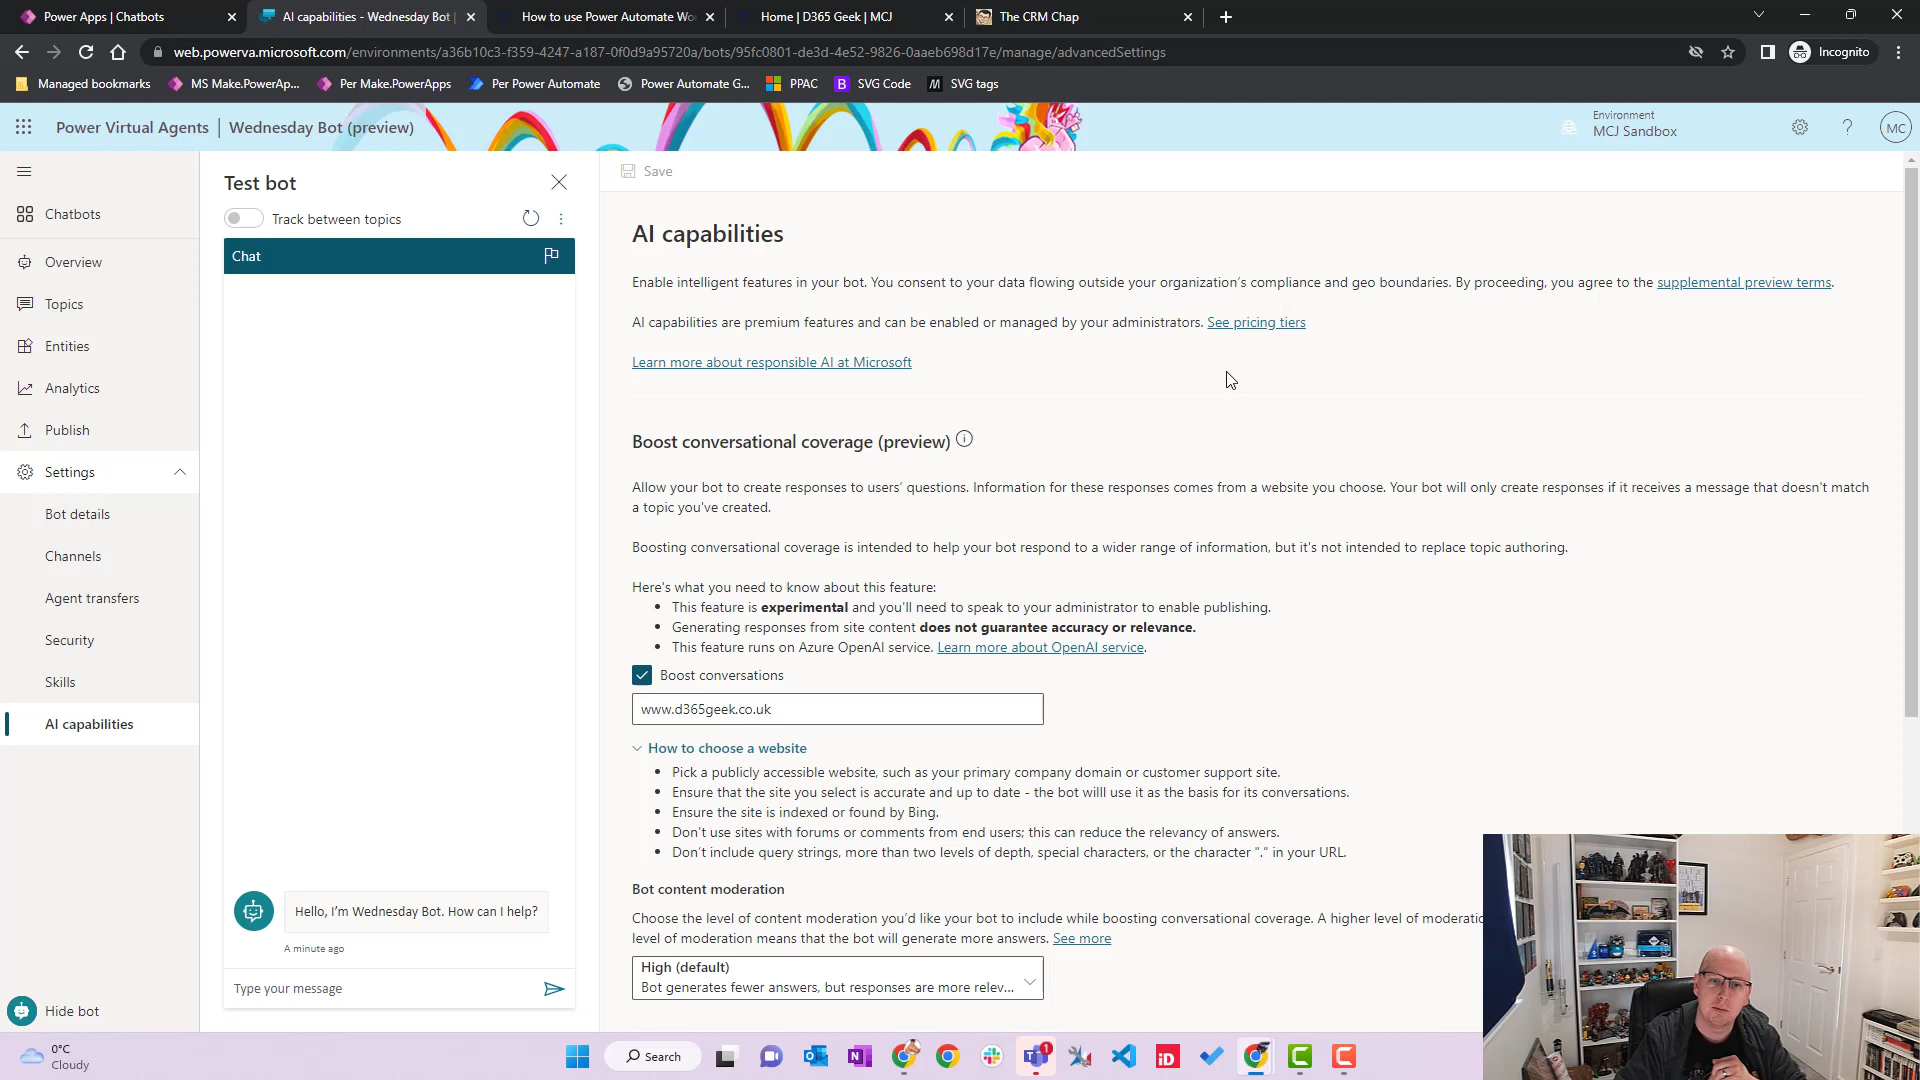 Power Apps | Chatbots
AI capabilities - Wednesday Bot |
How to use Power Automate Wo
Home | D365 Geek | MCJ
The CRM Chap
web.powerva.microsoft.com/environments/a36b10c3-f359-4247-a187-0f0d9a95720a/bots/95fc0801-de3d-4e52-9826-0aaeb698d17e/manage/advancedSettings
Incognito
Managed bookmarks
MS Make.PowerAp...
Per Make.PowerApps
Per Power Automate
Power Automate G...
PPAC
SVG Code
SVG tags
Power Virtual Agents | Wednesday Bot (preview)
Environment
MCJ Sandbox
MC
Chatbots
Overview
Topics
Entities
Analytics
Publish
Settings
Bot details
Channels
Agent transfers
Security
Skills
AI capabilities
Hide bot
Test bot
Track between topics
Chat
Hello, I'm Wednesday Bot. How can I help?
A minute ago
Type your message
Save
AI capabilities
Enable intelligent features in your bot. You consent to your data flowing outside your organization's compliance and geo boundaries. By proceeding, you agree to the supplemental preview terms.
AI capabilities are premium features and can be enabled or managed by your administrators. See pricing tiers
Learn more about responsible AI at Microsoft
Boost conversational coverage (preview)
Allow your bot to create responses to users' questions. Information for these responses comes from a website you choose. Your bot will only create responses if it receives a message that doesn't match
a topic you've created.
Boosting conversational coverage is intended to help your bot respond to a wider range of information, but it's not intended to replace topic authoring.
Here's what you need to know about this feature:
• This feature is experimental and you'll need to speak to your administrator to enable publishing.
• Generating responses from site content does not guarantee accuracy or relevance.
• This feature runs on Azure OpenAI service. Learn more about OpenAI service.
Boost conversations
www.d365geek.co.uk
How to choose a website
• Pick a publicly accessible website, such as your primary company domain or customer support site.
• Ensure that the site you select is accurate and up to date - the bot willl use it as the basis for its conversations.
• Ensure the site is indexed or found by Bing.
• Don't use sites with forums or comments from end users; this can reduce the relevancy of answers.
• Don't include query strings, more than two levels of depth, special characters, or the character "." in your URL.
Bot content moderation
Choose the level of content moderation you'd like your bot to include while boosting conversational coverage. A higher level of moderatio
level of moderation means that the bot will generate more answers. See more
High (default)
Bot generates fewer answers, but responses are more relev...
0°C
Cloudy
Search
1
iD